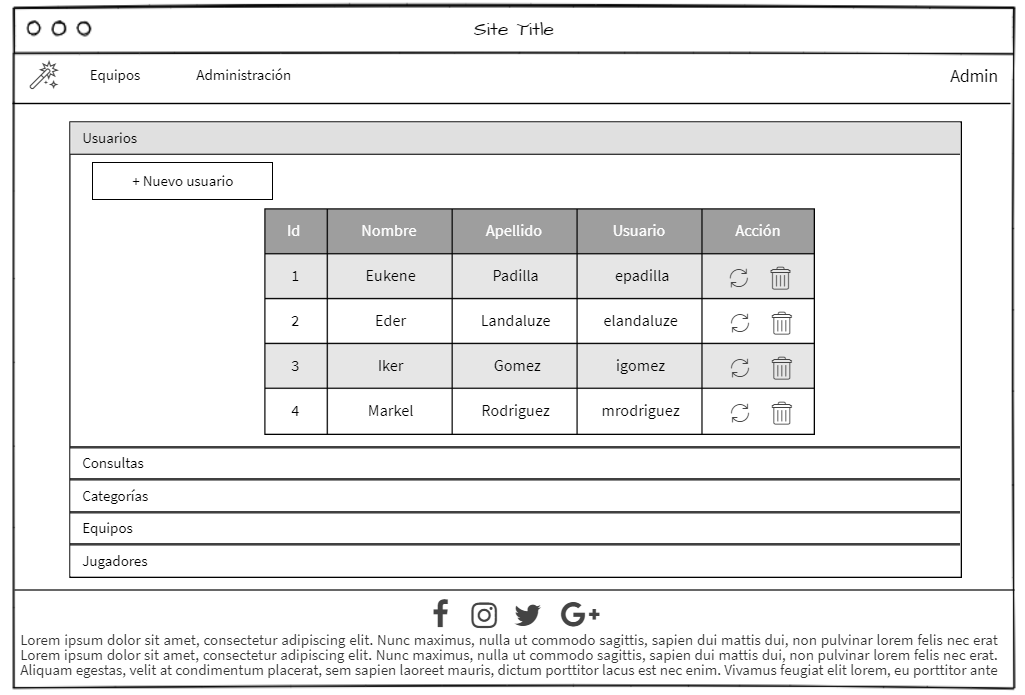 Site Title
Equipos Administración Admin
Usuarios
+ Nuevo usuario
Id Nombre Apellido Usuario Acción
1 Eukene Padilla epadilla
2 Eder Landaluze elandaluze
3 Iker Gomez igomez
4 Markel Rodriguez mrodriguez
Consultas
Categorías
Equipos
Jugadores
Lorem ipsum dolor sit amet, consectetur adipiscing elit. Nunc maximus, nulla ut commodo sagittis, sapien dui mattis dui, non pulvinar lorem felis nec erat
Lorem ipsum dolor sit amet, consectetur adipiscing elit. Nunc maximus, nulla ut commodo sagittis, sapien dui mattis dui, non pulvinar lorem felis nec erat.
Aliquam egestas, velit at condimentum placerat, sem sapien laoreet mauris, dictum porttitor lacus est nec enim. Vivamus feugiat elit lorem, eu porttitor ante